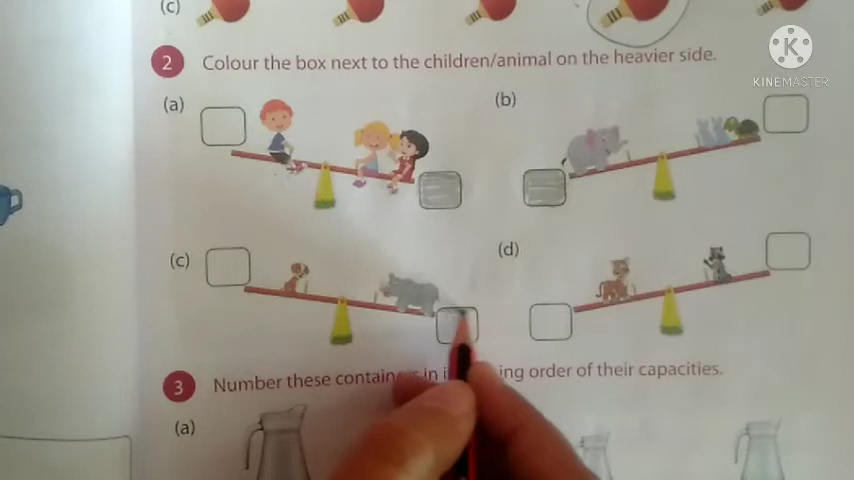 (c)
2 Colour the box next to the children/animal on the heavier side.
K
KINEMASTER
(a)
(b)
(c)
(d)
3 Number these in ing order of their capacities.
(a)